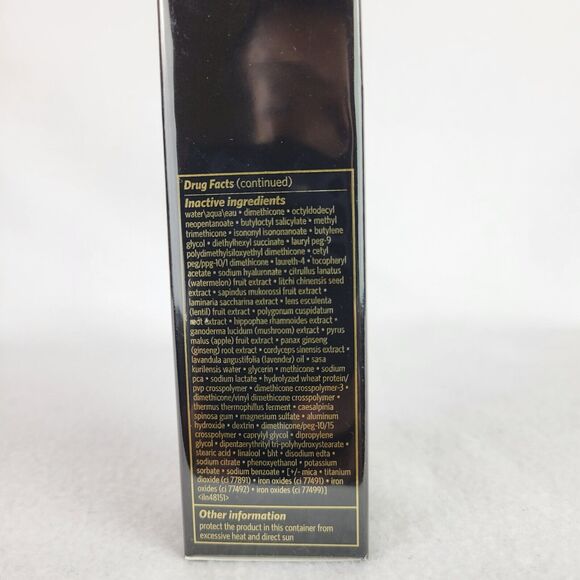 Drug Facts (continued)
Inactive ingredients
water\aqua\eau • dimethicone • octyldodecyl
neopentanoate • butyloctyl salicylate • methyl
trimethicone • isononyl isononanoate • butylene
glycol • diethylhexyl succinate • lauryl peg-9
polydimethylsiloxyethyl dimethicone • cetyl
peg/ppg-10/1 dimethicone • laureth-4 • tocopheryl
acetate • sodium hyaluronate • citrullus lanatus
(watermelon) fruit extract • litchi chinensis seed
extract • sapindus mukorossi fruit extract •
laminaria saccharina extract • lens esculenta
(lentil) fruit extract • polygonum cuspidatum
root extract • hippophae rhamnoides extract •
ganoderma lucidum (mushroom) extract • pyrus
malus (apple) fruit extract • panax ginseng
(ginseng) root extract • cordyceps sinensis extract •
lavandula angustifolia (lavender) oil • sasa
kurilensis water • glycerin • methicone • sodium
pca • sodium lactate • hydrolyzed wheat protein/
pvp crosspolymer • dimethicone crosspolymer-3 •
dimethicone/vinyl dimethicone crosspolymer •
thermus thermophillus ferment • caesalpinia
spinosa gum • magnesium sulfate • aluminum
hydroxide • dextrin • dimethicone/peg-10/15
crosspolymer • caprylyl glycol • dipropylene
glycol • dipentaerythrityl tri-polyhydroxystearate •
stearic acid • linalool • bht • disodium edta •
sodium citrate • phenoxyethanol • potassium
sorbate • sodium benzoate • [+/- mica • titanium
dioxide (ci 77891) • iron oxides (ci 77491) • iron
oxides (ci 77492) • iron oxides (ci 77499)]
<iln48151>
Other information
protect the product in this container from
excessive heat and direct sun